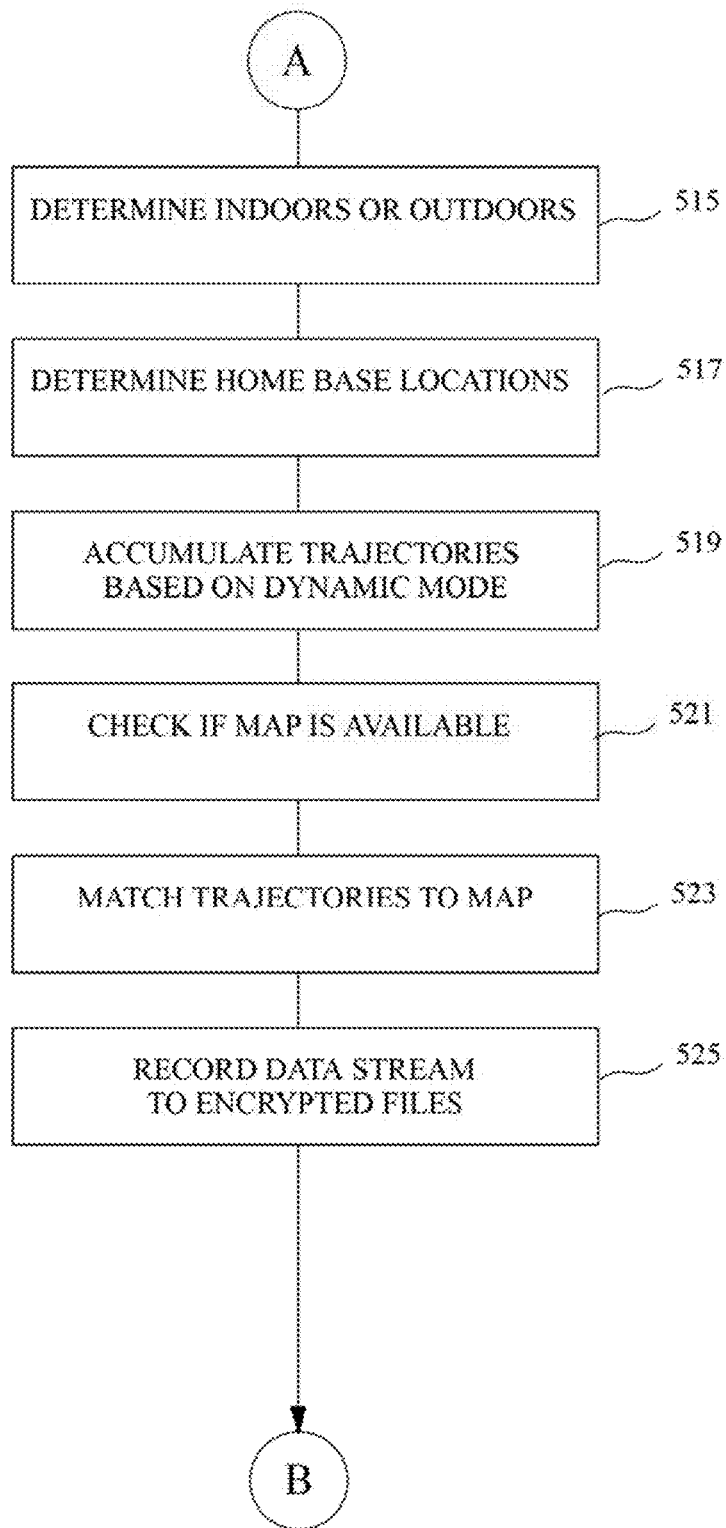 A
DETERMINE INDOORS OR OUTDOORS
515
DETERMINE HOME BASE LOCATIONS
517
ACCUMULATE TRAJECTORIES
BASED ON DYNAMIC MODE
519
CHECK IF MAP IS AVAILABLE
521
MATCH TRAJECTORIES TO MAP
523
RECORD DATA STREAM
TO ENCRYPTED FILES
525
B